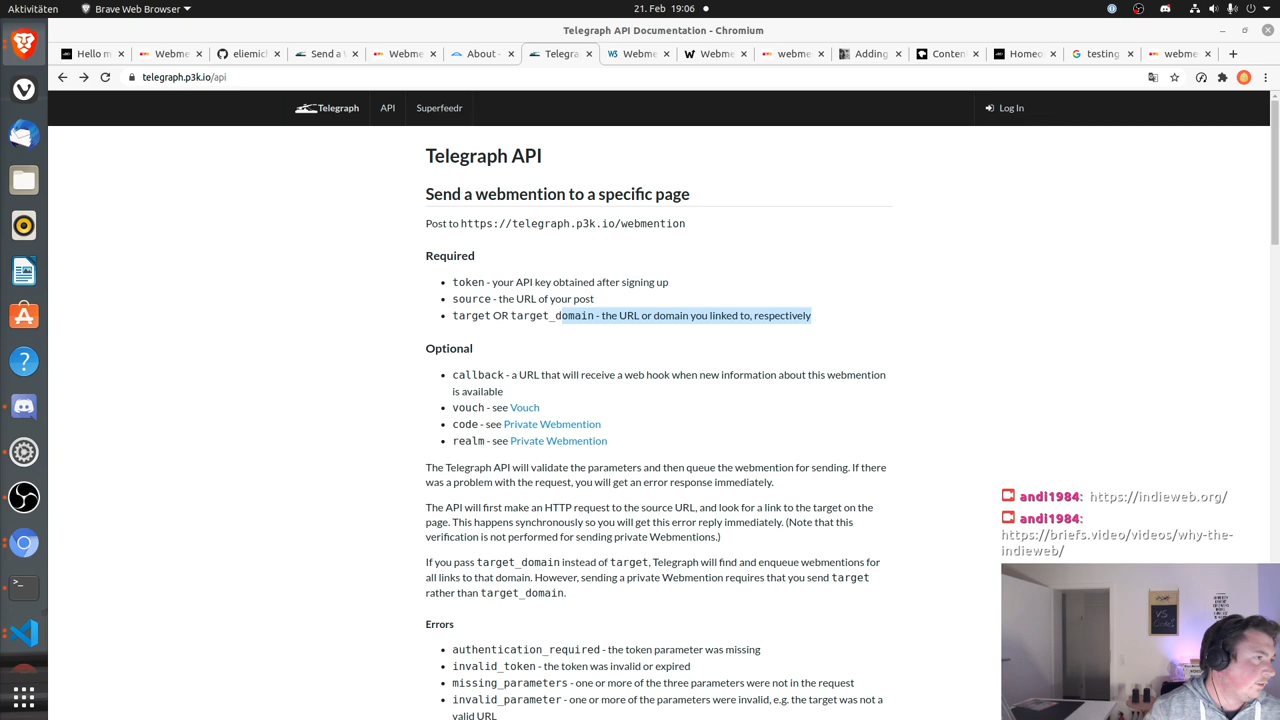 Aktivitäten
Brave Web Browser
21. Feb 19:06
de
Telegraph API Documentation - Chromium
Hello m
Webme
eliemich
Send a
Webme
About –
Telegra
Webme
Webme
webme
Adding
Conten
Homeo
testing
webme
telegraph.p3k.io/api
Telegraph
API
Superfeedr
Log In
Telegraph API
Send a webmention to a specific page
Post to https://telegraph.p3k.io/webmention
Required
• token - your API key obtained after signing up
• source - the URL of your post
• target OR target_domain - the URL or domain you linked to, respectively
Optional
• callback - a URL that will receive a web hook when new information about this webmention
is available
• vouch - see Vouch
• code - see Private Webmention
• realm - see Private Webmention
The Telegraph API will validate the parameters and then queue the webmention for sending. If there
was a problem with the request, you will get an error response immediately.
The API will first make an HTTP request to the source URL, and look for a link to the target on the
page. This happens synchronously so you will get this error reply immediately. (Note that this
verification is not performed for sending private Webmentions.)
If you pass target_domain instead of target, Telegraph will find and enqueue webmentions for
all links to that domain. However, sending a private Webmention requires that you send target
rather than target_domain.
Errors
• authentication_required - the token parameter was missing
• invalid_token - the token was invalid or expired
• missing_parameters - one or more of the three parameters were not in the request
• invalid_parameter - one or more of the parameters were invalid, e.g. the target was not a
valid URL
andi1984: https://indieweb.org/
andi1984:
https://briefs.video/videos/why-the-
indieweb/